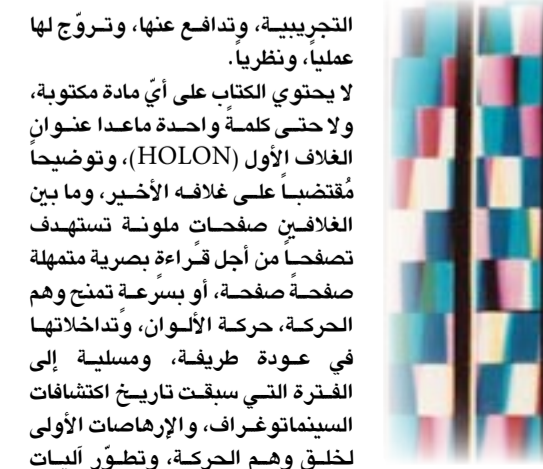 التجريبية، وتدافع عنها، وتروّج لها
عملياً، ونظرياً.
لا يحتوي الكتاب على أيّ مادة مكتوبة،
ولا حتى كلمةً واحدة ماعدا عنوان
الغلاف الأول (HOLON)، وتوضيحاً
مُقتضباً على غلافه الأخير، وما بين
الغلافين صفحات ملونة تستهدف
تصفحاً من أجل قراءة بصرية متمهلة
صفحةً صفحة، أو بسرعةٍ تمنح وهم
الحركة، حركة الألوان، وتداخلاتها
في عودة طريفة، ومسلية إلى
الفترة التي سبقت تاريخ اكتشافات
السينماتوغراف، والإرهاصات الأولى
لخلق وهم الحركة، وتطوّر آليات